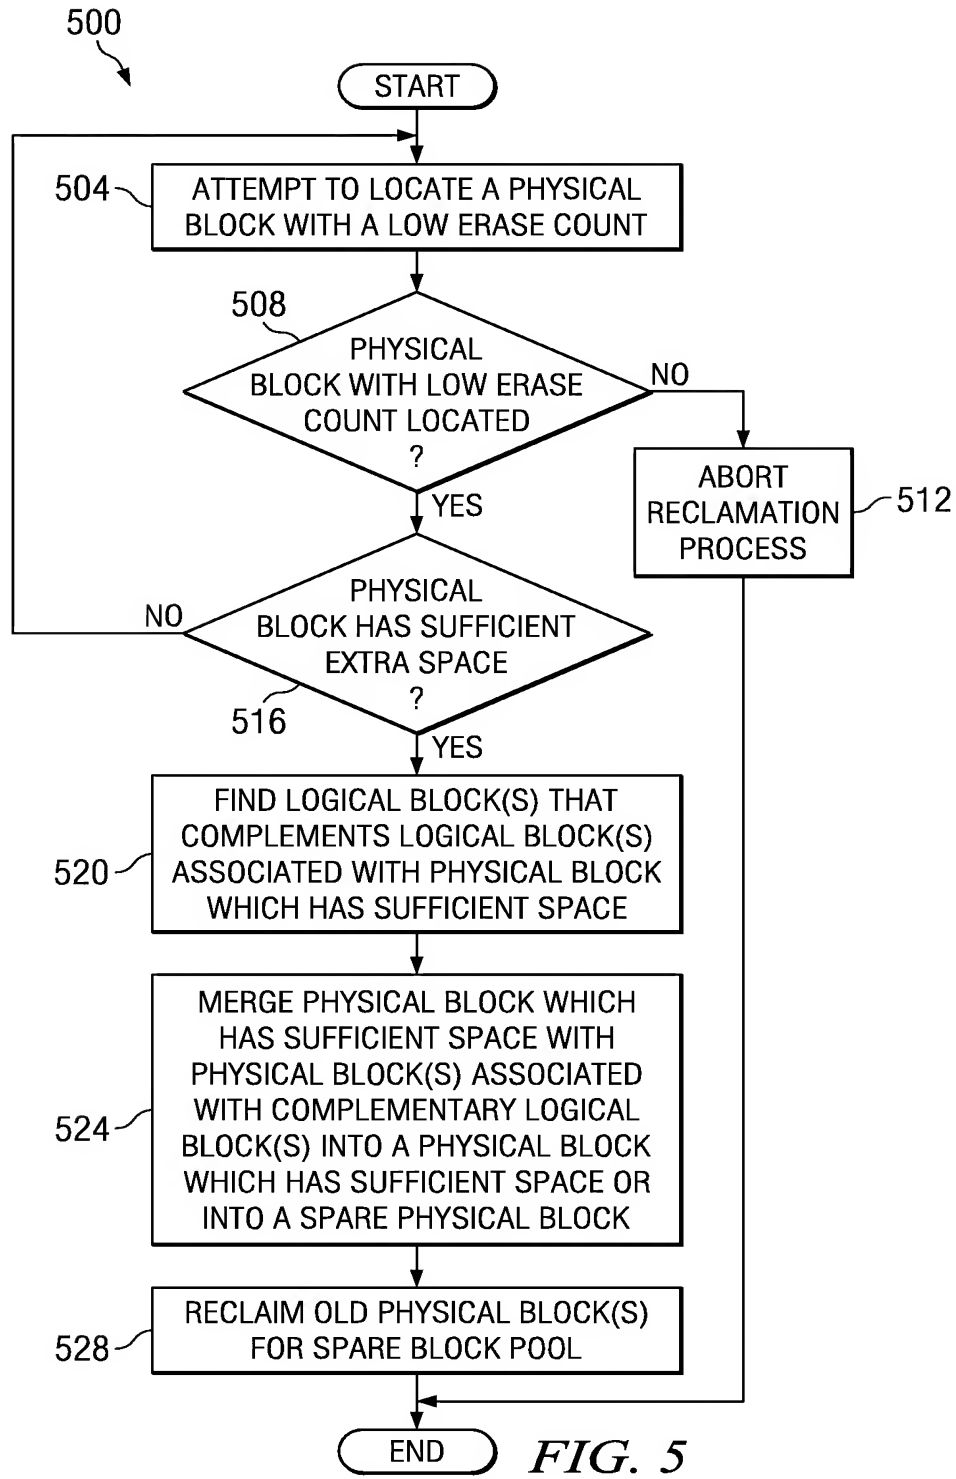 500
START
504
ATTEMPT TO LOCATE A PHYSICAL
BLOCK WITH A LOW ERASE COUNT
508
PHYSICAL
BLOCK WITH LOW ERASE
COUNT LOCATED
?
NO
YES
ABORT
RECLAMATION
PROCESS
512
PHYSICAL
BLOCK HAS SUFFICIENT
EXTRA SPACE
?
NO
516
YES
520
FIND LOGICAL BLOCK(S) THAT
COMPLEMENTS LOGICAL BLOCK(S)
ASSOCIATED WITH PHYSICAL BLOCK
WHICH HAS SUFFICIENT SPACE
524
MERGE PHYSICAL BLOCK WHICH
HAS SUFFICIENT SPACE WITH
PHYSICAL BLOCK(S) ASSOCIATED
WITH COMPLEMENTARY LOGICAL
BLOCK(S) INTO A PHYSICAL BLOCK
WHICH HAS SUFFICIENT SPACE OR
INTO A SPARE PHYSICAL BLOCK
528
RECLAIM OLD PHYSICAL BLOCK(S)
FOR SPARE BLOCK POOL
END
FIG. 5